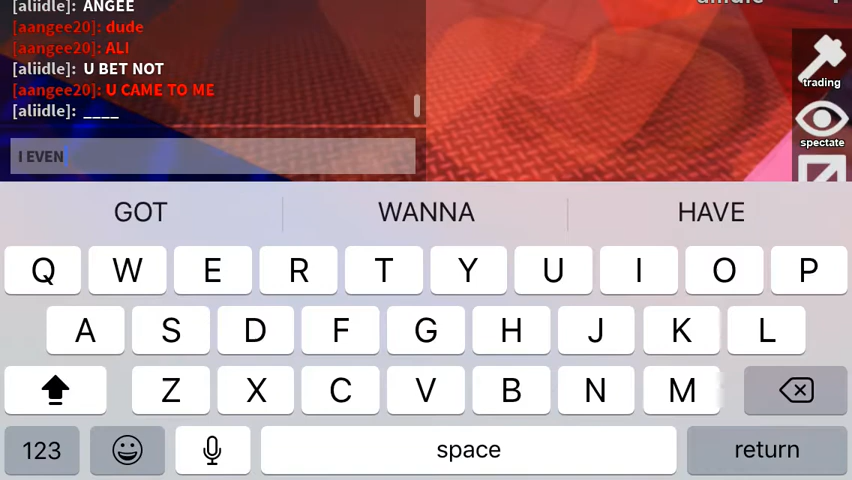 [aliidle]: ANGEE
aliidle
[aangee20]: dude
[aangee20]: ALI
[aliidle]: U BET NOT
[aangee20]: U CAME TO ME
[aliidle]: ____
trading
spectate
I EVEN
GOT WANNA HAVE
Q W E R T Y U I O P
A S D F G H J K L
Z X C V B N M
123 space return